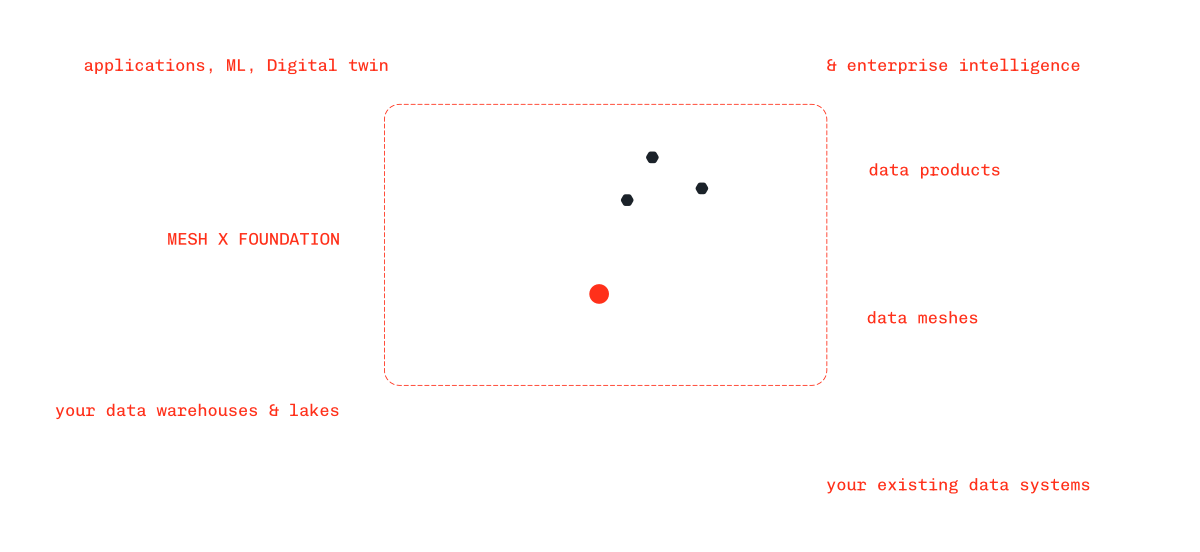 applications, ML, Digital twin
& enterprise intelligence
data products
MESH X FOUNDATION
data meshes
your data warehouses & lakes
your existing data systems